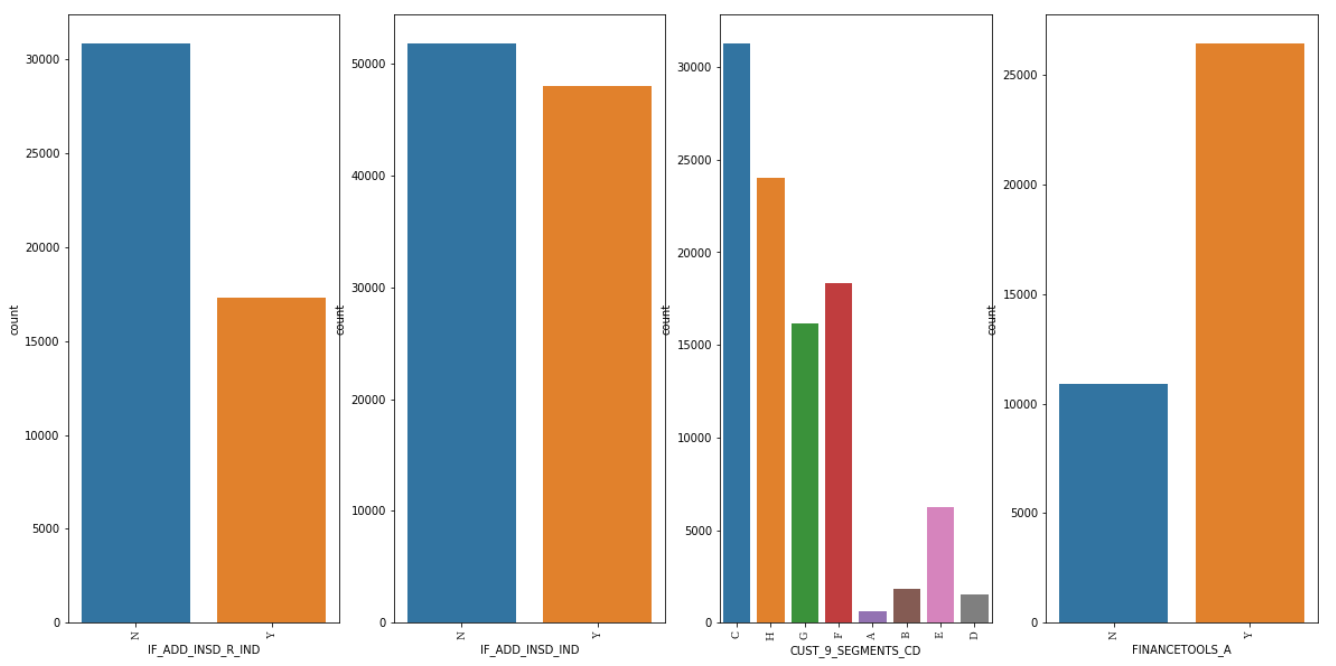 30000
25000
20000
15000
10000
5000
0
count
N
Y
IF_ADD_INSD_R_IND
50000
40000
30000
20000
10000
0
count
N
Y
IF_ADD_INSD_IND
30000
25000
20000
15000
10000
5000
0
count
C
H
G
F
A
B
E
D
CUST_9_SEGMENTS_CD
25000
20000
15000
10000
5000
0
count
N
Y
FINANCETOOLS_A